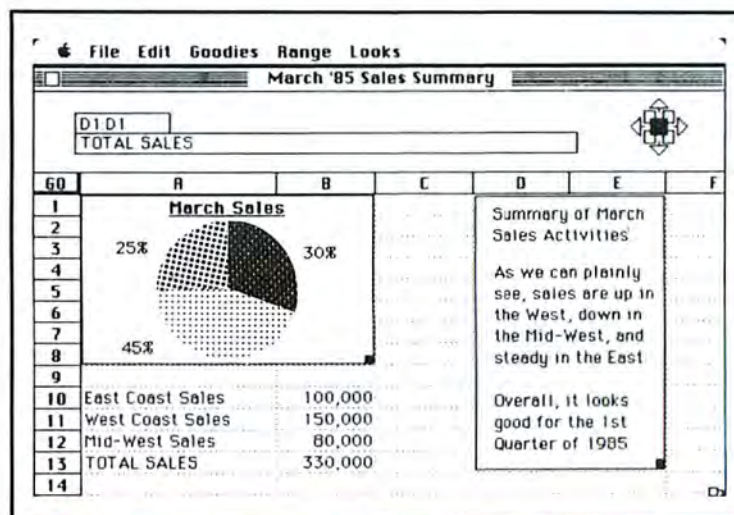 File Edit Goodies Range Looks
March '85 Sales Summary
D1:D1
TOTAL SALES
GO A B C D E F
1
2
3
4
5
6
7
8
9
10
11
12
13
14
March Sales
25%
30%
45%
East Coast Sales 100,000
West Coast Sales 150,000
Mid-West Sales 80,000
TOTAL SALES 330,000
Summary of March
Sales Activities
As we can plainly
see, sales are up in
the West, down in
the Mid-West, and
steady in the East
Overall, it looks
good for the 1st
Quarter of 1985